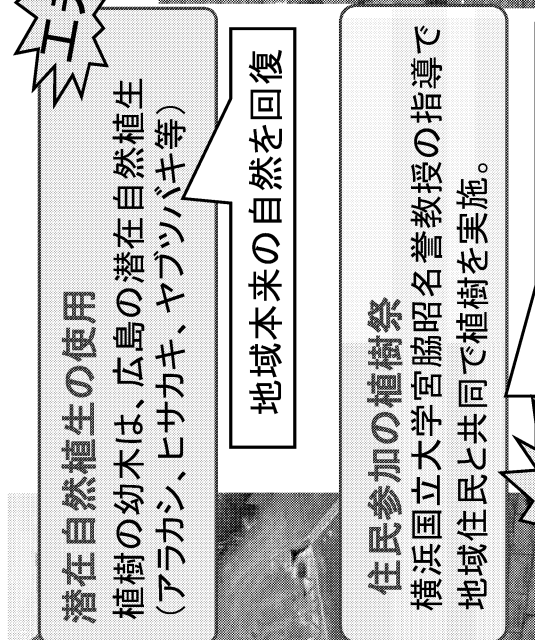 潜在自然植生の使用
植樹の幼木は、広島の潜在自然植生
（アラカシ、ヒサカキ、ヤブツバキ等）
地域本来の自然を回復
住民参加の植樹祭
横浜国立大学宮脇昭名誉教授の指導で
地域住民と共同で植樹を実施。